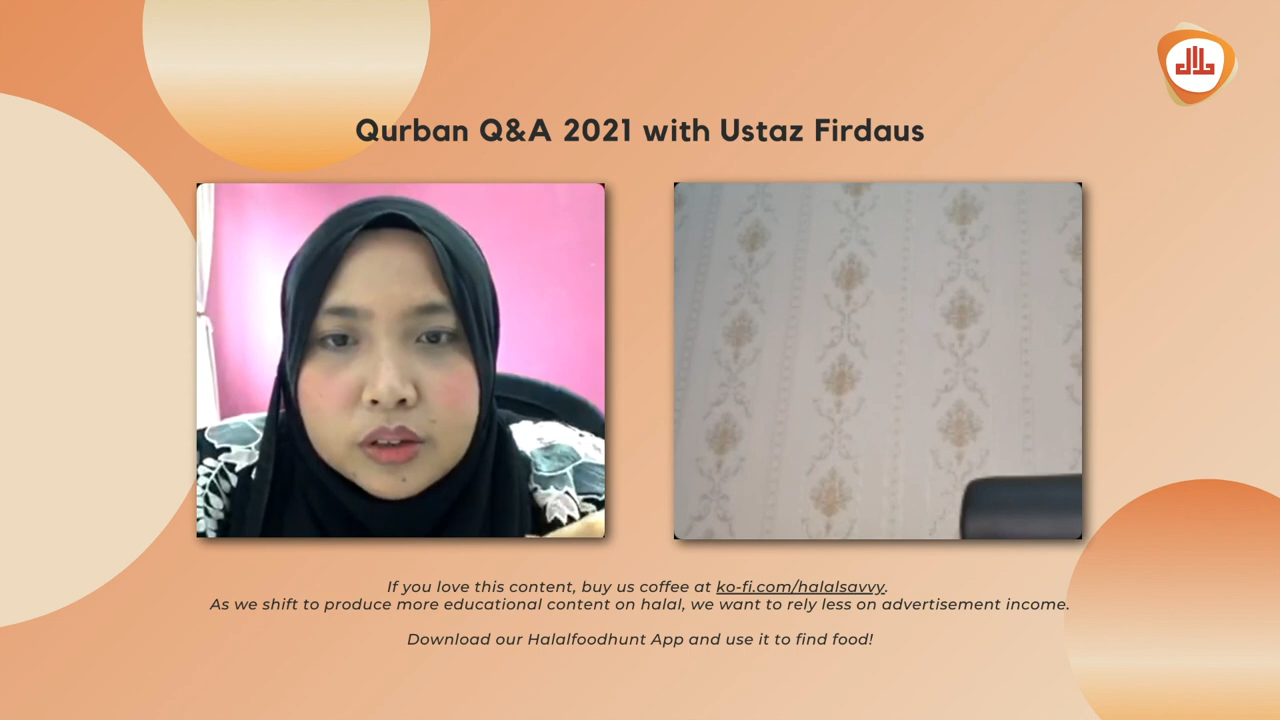 Qurban Q&A 2021 with Ustaz Firdaus
If you love this content, buy us coffee at ko-fi.com/halalsavvy.
As we shift to produce more educational content on halal, we want to rely less on advertisement income.
Download our Halalfoodhunt App and use it to find food!